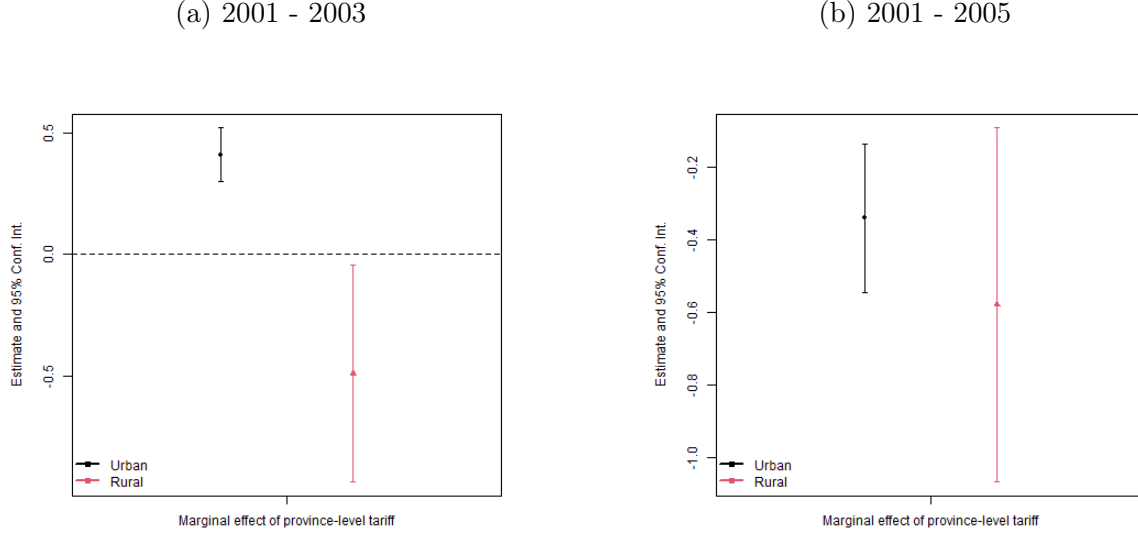 (a) 2001 - 2003
(b) 2001 - 2005
Estimate and 95% Conf. Int.
0.5
0.0
-0.5
Urban
Rural
Marginal effect of province-level tariff
Estimate and 95% Conf. Int.
-0.2
-0.4
-0.6
-0.8
-1.0
Urban
Rural
Marginal effect of province-level tariff